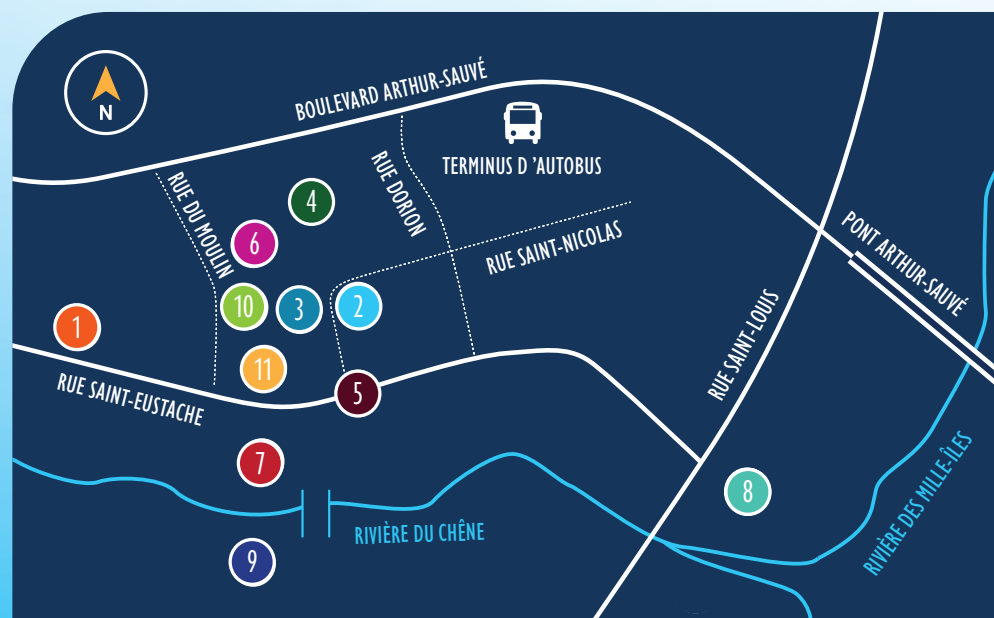 BOULEVARD ARTHUR-SAUVÉ
N
TERMINUS D 'AUTOBUS
RUE DU MOULIN
RUE DORION
4
6
RUE SAINT-NICOLAS
PONT ARTHUR-SAUVÉ
10
3
2
1
RUE SAINT-LOUIS
11
RUE SAINT-EUSTACHE
5
7
8
RIVIÈRE DU CHÊNE
RIVIÈRE DES MILLE-ÎLES
9